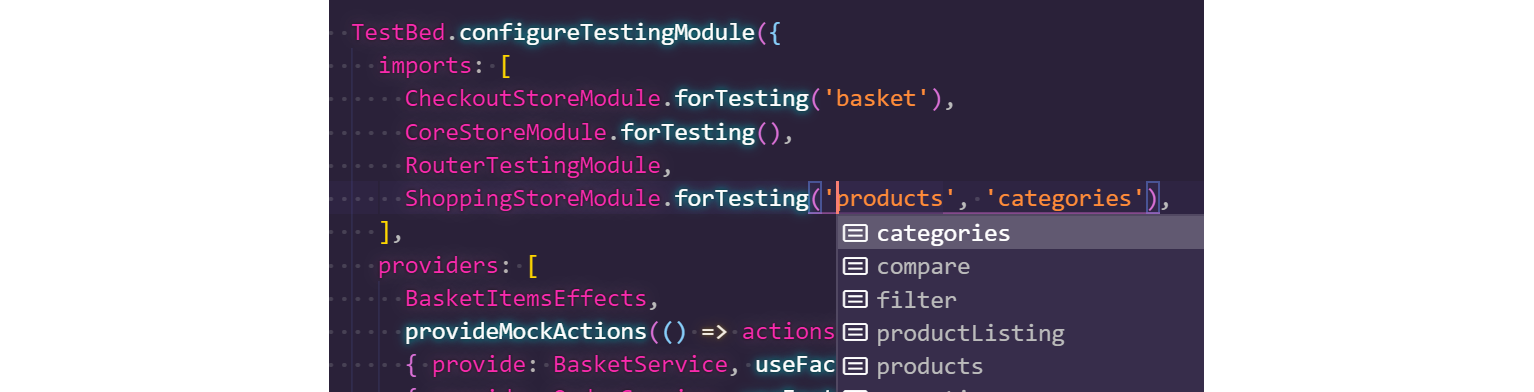 TestBed.configureTestingModule({
imports: [
CheckoutStoreModule.forTesting('basket'),
CoreStoreModule.forTesting(),
RouterTestingModule,
ShoppingStoreModule.forTesting('products', 'categories'),
],
categories
providers: [
compare
BasketItemsEffects,
filter
provideMockActions(() => actions
productListing
{ provide: BasketService, useFac
products